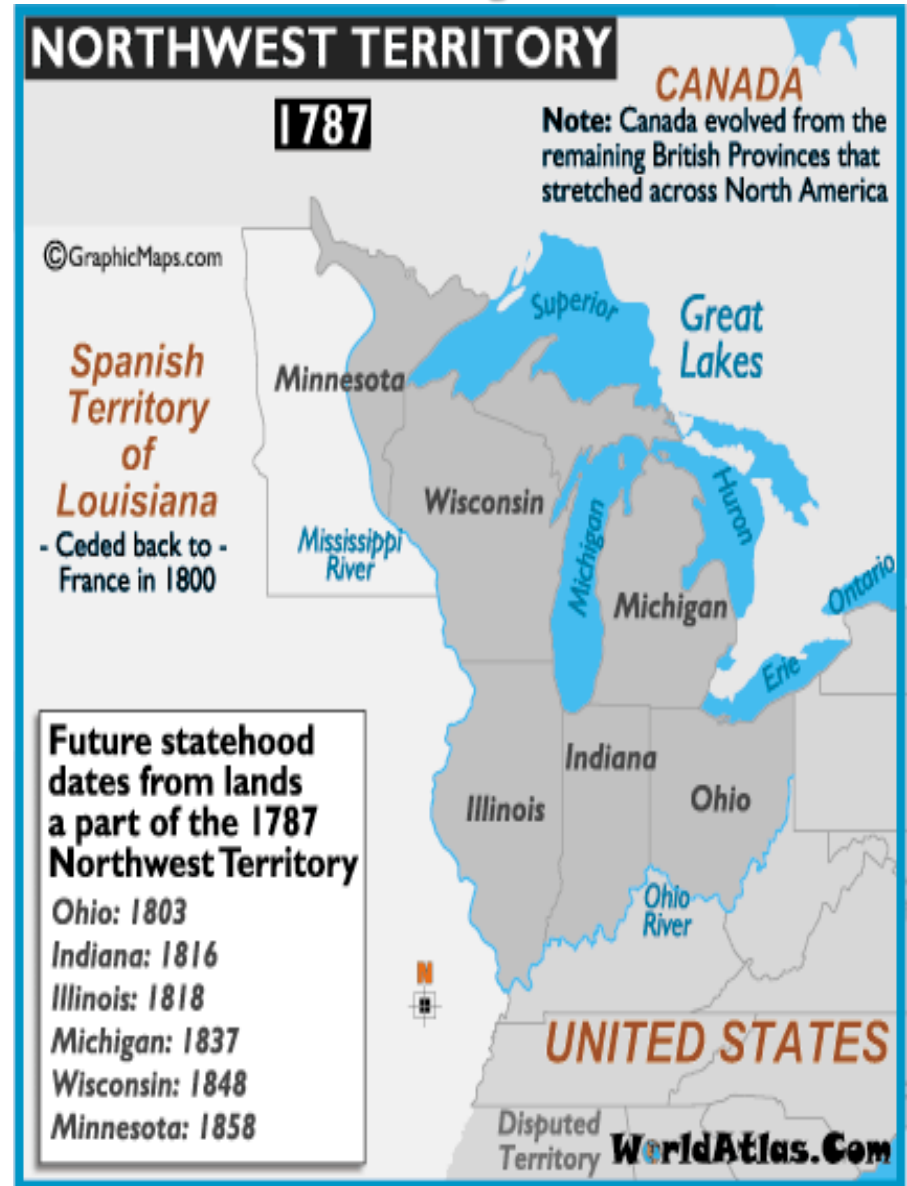 NORTHWEST TERRITORY
1787
CANADA
Note: Canada evolved from the
remaining British Provinces that
stretched across North America
©GraphicMaps.com
Superior
Great
Lakes
Spanish
Territory
of
Louisiana
- Ceded back to -
France in 1800
Minnesota
Wisconsin
Mississippi
River
Michigan
Huron
Michigan
Ontario
Erie
Future statehood
dates from lands
a part of the 1787
Northwest Territory
Ohio: 1803
Indiana: 1816
Illinois: 1818
Michigan: 1837
Wisconsin: 1848
Minnesota: 1858
Indiana
Illinois
Ohio
Ohio
River
N
UNITED STATES
Disputed
Territory
WorldAtlas.Com